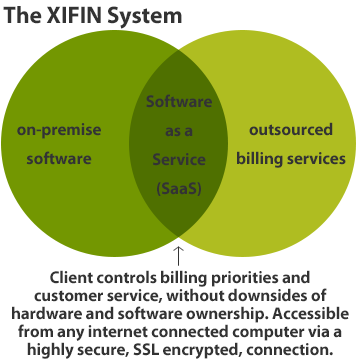 The XIFIN System
on-premise
software
Software
as a
Service
(SaaS)
outsourced
billing services
Client controls billing priorities and
customer service, without downsides of
hardware and software ownership. Accessible
from any internet connected computer via a
highly secure, SSL encrypted, connection.